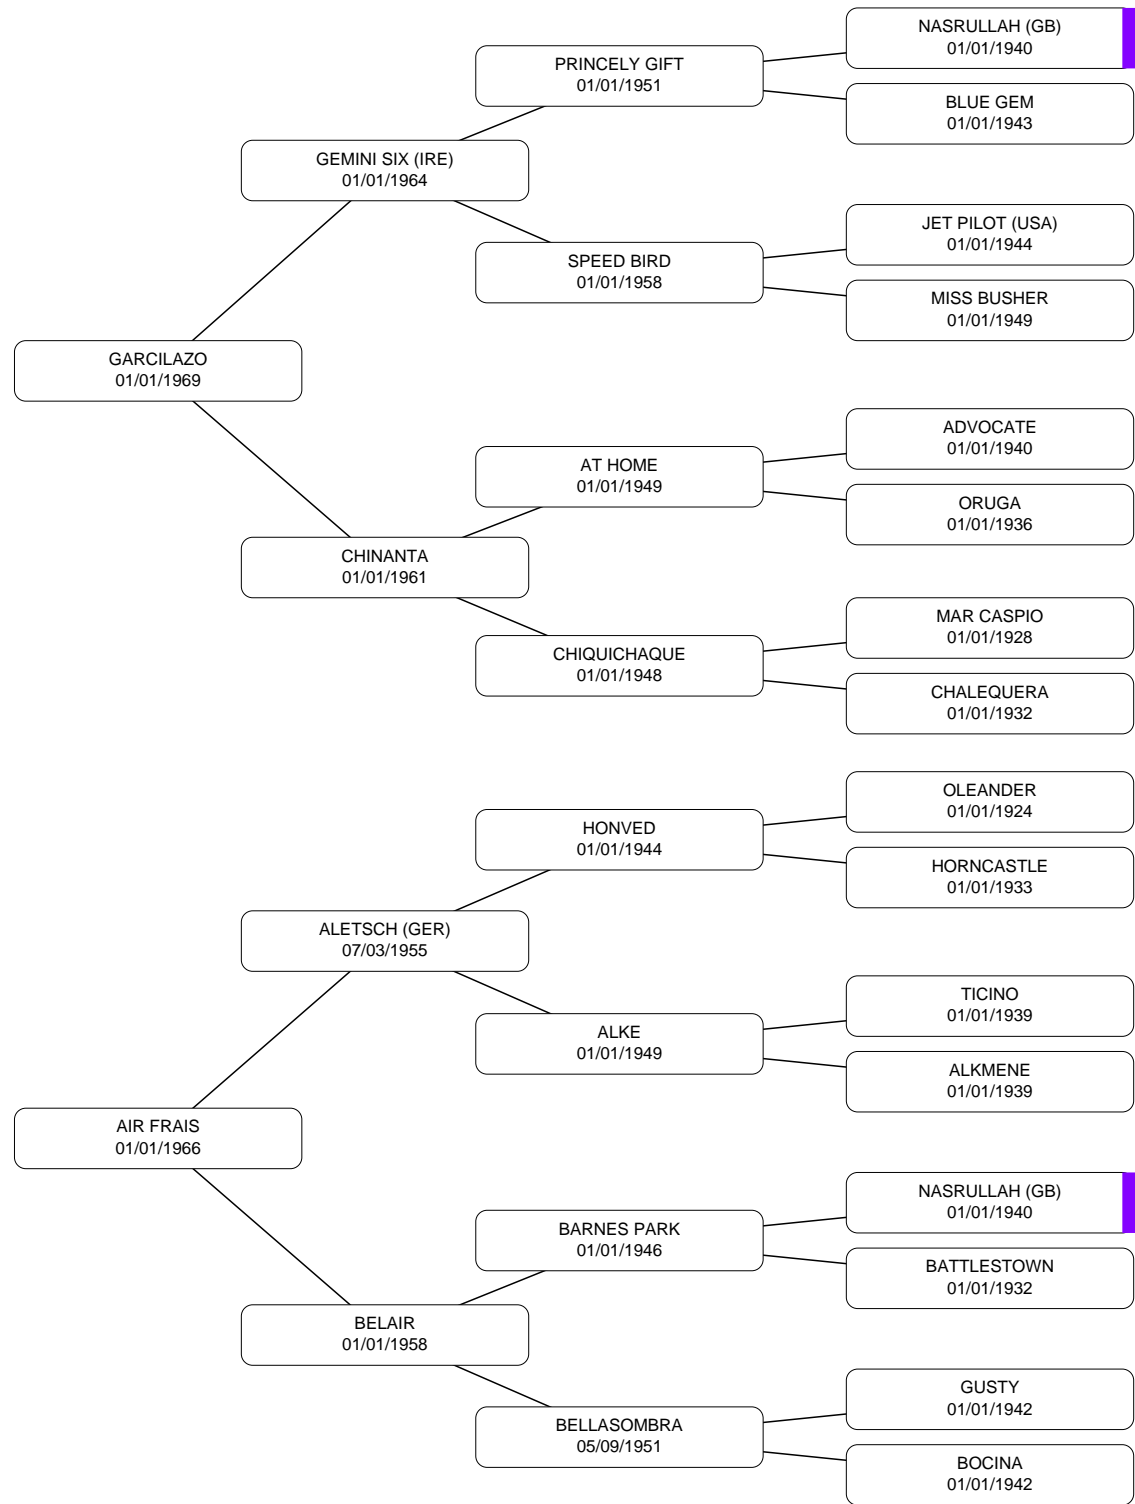 NASRULLAH (GB)
01/01/1940
PRINCELY GIFT
01/01/1951
BLUE GEM
01/01/1943
GEMINI SIX (IRE)
01/01/1964
JET PILOT (USA)
01/01/1944
SPEED BIRD
01/01/1958
MISS BUSHER
01/01/1949
GARCILAZO
01/01/1969
ADVOCATE
01/01/1940
AT HOME
01/01/1949
ORUGA
01/01/1936
CHINANTA
01/01/1961
MAR CASPIO
01/01/1928
CHIQUICHAQUE
01/01/1948
CHALEQUERA
01/01/1932
OLEANDER
01/01/1924
HONVED
01/01/1944
HORNCASTLE
01/01/1933
ALETSCH (GER)
07/03/1955
TICINO
01/01/1939
ALKE
01/01/1949
ALKMENE
01/01/1939
AIR FRAIS
01/01/1966
NASRULLAH (GB)
01/01/1940
BARNES PARK
01/01/1946
BATTLESTOWN
01/01/1932
BELAIR
01/01/1958
GUSTY
01/01/1942
BELLASOMBRA
05/09/1951
BOCINA
01/01/1942